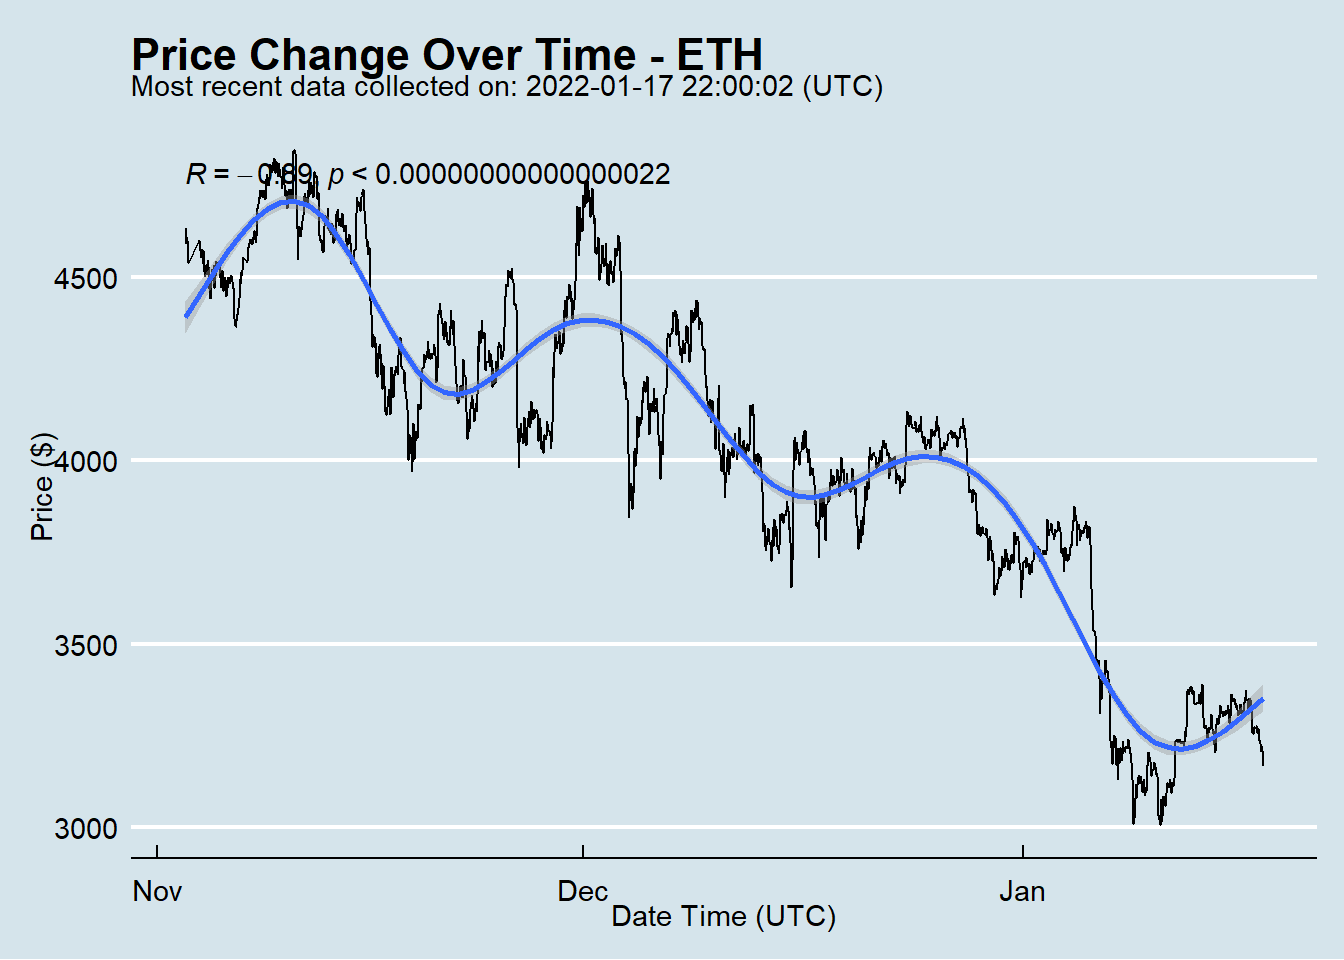 Price Change Over Time - ETH
Most recent data collected on: 2022-01-17 22:00:02 (UTC)
R = −0.89, p < 0.00000000000000022
4500
4000
3500
3000
Price ($)
Nov Dec Jan
Date Time (UTC)